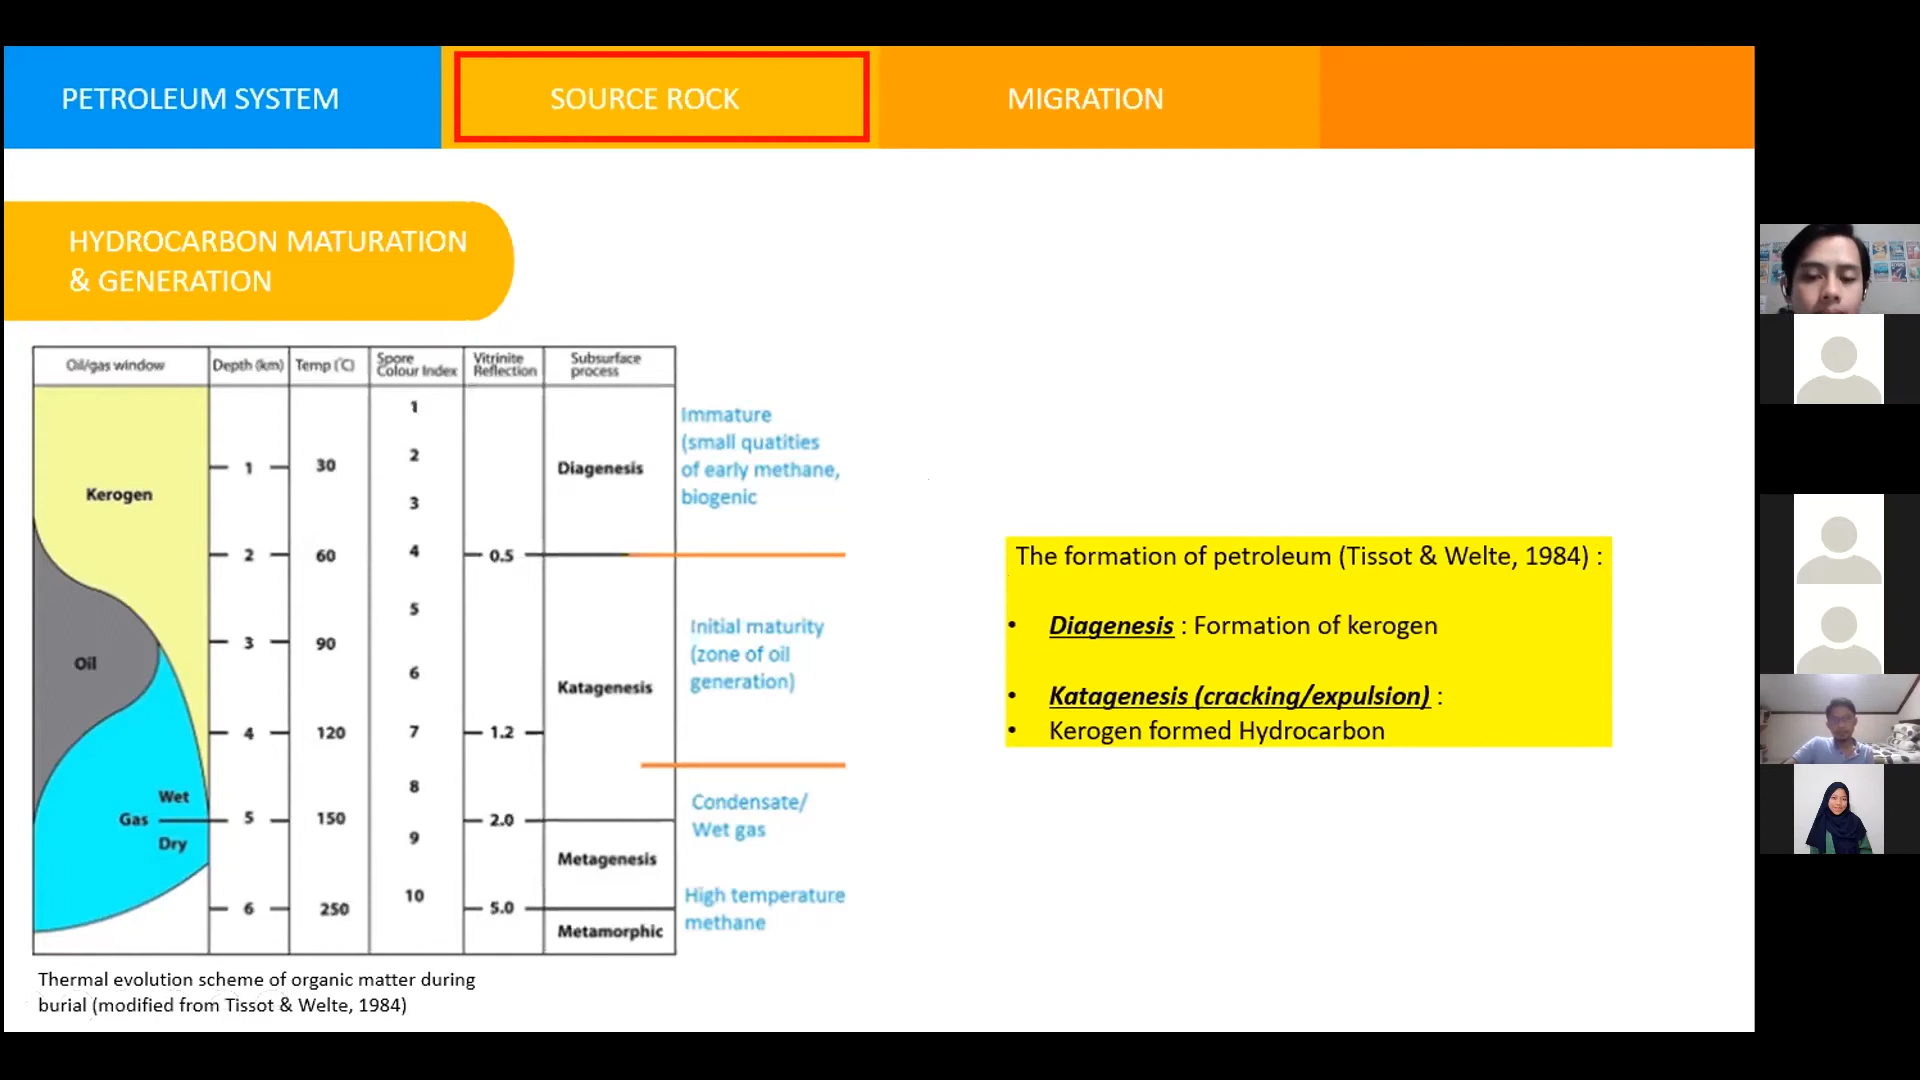 PETROLEUM SYSTEM
SOURCE ROCK
MIGRATION
HYDROCARBON MATURATION
& GENERATION
Oil/gas window
Depth (km)
Temp (°C)
Spore
Colour Index
Vitrinite
Reflection
Subsurface
process
Kerogen
Oil
Wet
Gas
Dry
1
2
3
4
5
6
30
60
90
120
150
250
1
2
3
4
5
6
7
8
9
10
0.5
1.2
2.0
5.0
Diagenesis
Katagenesis
Metagenesis
Metamorphic
Immature
(small quatities
of early methane,
biogenic
Initial maturity
(zone of oil
generation)
Condensate/
Wet gas
High temperature
methane
Thermal evolution scheme of organic matter during
burial (modified from Tissot & Welte, 1984)
The formation of petroleum (Tissot & Welte, 1984) :
• Diagenesis : Formation of kerogen
• Katagenesis (cracking/expulsion) :
• Kerogen formed Hydrocarbon